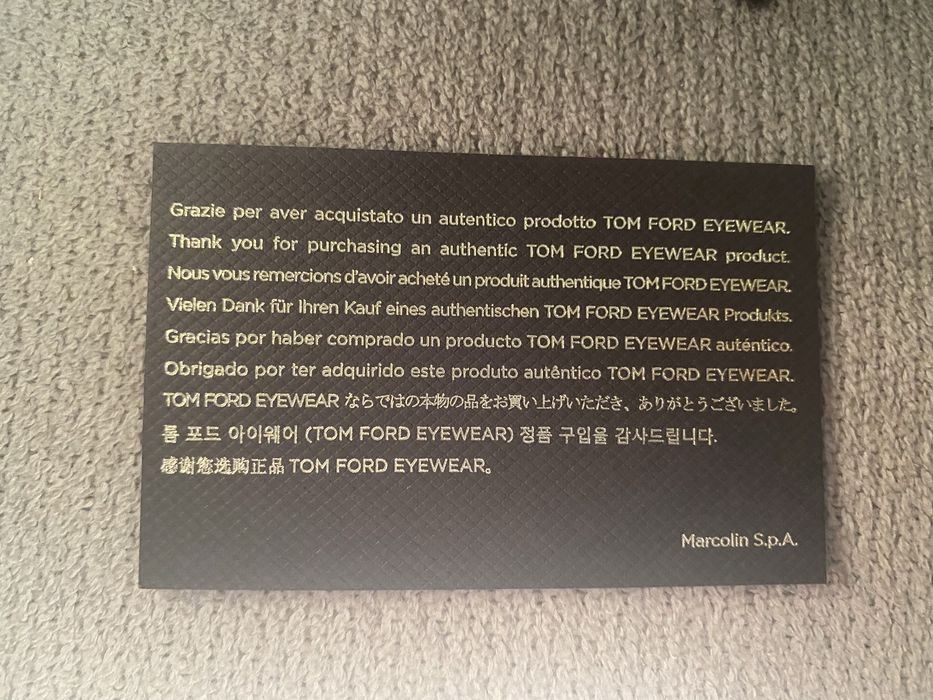 Grazie per aver acquistato un autentico prodotto TOM FORD EYEWEAR.
Thank you for purchasing an authentic TOM FORD EYEWEAR product.
Nous vous remercions d'avoir acheté un produit authentique TOM FORD EYEWEAR.
Vielen Dank für Ihren Kauf eines authentischen TOM FORD EYEWEAR Produkts.
Gracias por haber comprado un producto TOM FORD EYEWEAR auténtico.
Obrigado por ter adquirido este produto autêntico TOM FORD EYEWEAR.
TOM FORD EYEWEAR ならではの本物の品をお買い上げいただき、ありがとうございました。
톰 포드 아이웨어 (TOM FORD EYEWEAR) 정품 구입을 감사드립니다.
感谢您选购正品 TOM FORD EYEWEAR。
Marcolin S.p.A.